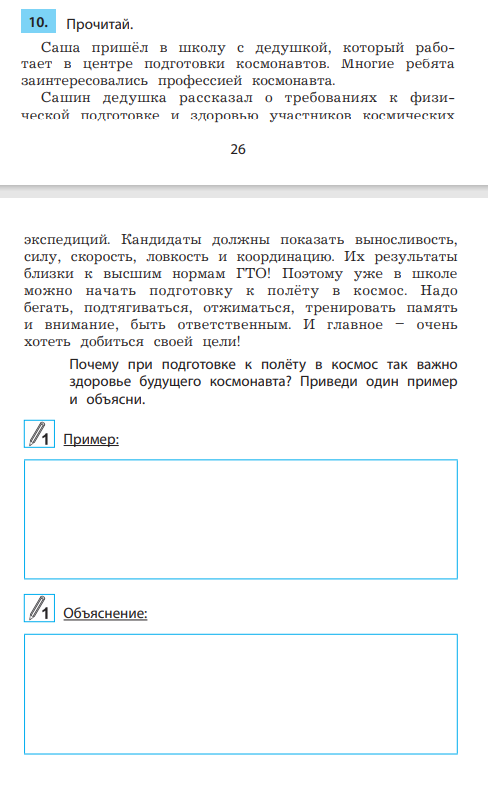 10. Прочитай.
Саша пришёл в школу с дедушкой, который рабо-
тает в центре подготовки космонавтов. Многие ребята
заинтересовались профессией космонавта.
Сашин дедушка рассказал о требованиях к физи-
ческой подготовке и здоровью участников космических
26
экспедиций. Кандидаты должны показать выносливость,
силу, скорость, ловкость и координацию. Их результаты
близки к высшим нормам ГТО! Поэтому уже в школе
можно начать подготовку к полёту в космос. Надо
бегать, подтягиваться, отжиматься, тренировать память
и внимание, быть ответственным. И главное – очень
хотеть добиться своей цели!
Почему при подготовке к полёту в космос так важно
здоровье будущего космонавта? Приведи один пример
и объясни.
1 Пример:
1 Объяснение: